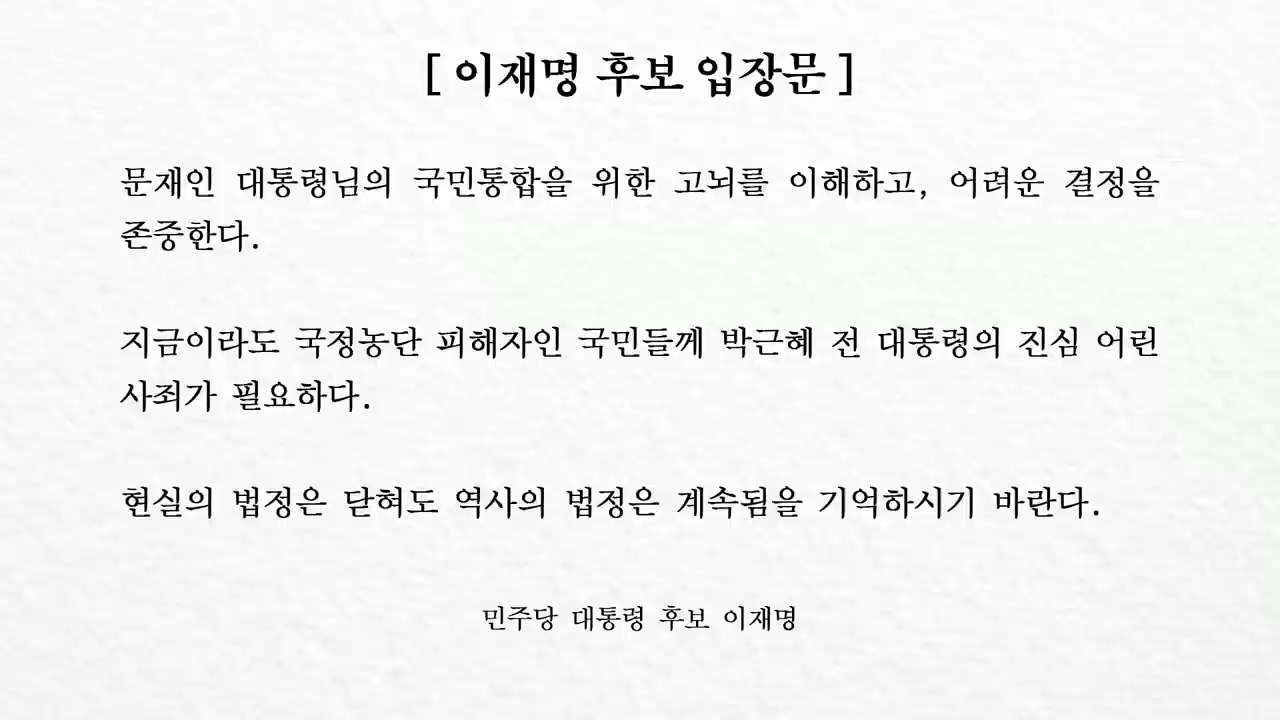 [ 이재명 후보 입장문 ]
문재인 대통령님의 국민통합을 위한 고뇌를 이해하고, 어려운 결정을
존중한다.
지금이라도 국정농단 피해자인 국민들께 박근혜 전 대통령의 진심 어린
사죄가 필요하다.
현실의 법정은 닫혀도 역사의 법정은 계속됨을 기억하시기 바란다.
민주당 대통령 후보 이재명